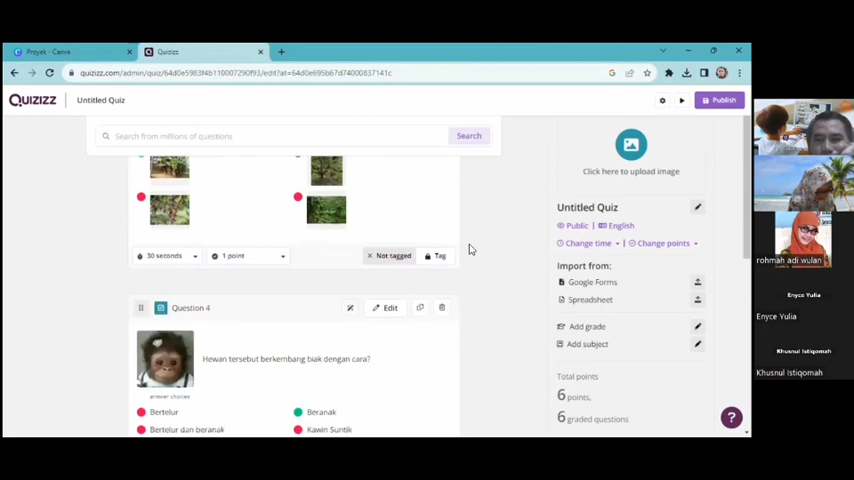 Proyek - Canva
Quizizz
quizizz.com/admin/quiz/64d0e5983f4b110007290f93/edit?at=64d0e695b67d74000837141c
QUIZIZZ
Untitled Quiz
Publish
Search from millions of questions
Search
Click here to upload image
Untitled Quiz
Public
English
Change time
Change points
Import from:
Google Forms
Spreadsheet
Add grade
Add subject
Total points
6 points,
6 graded questions
30 seconds
1 point
Not tagged
Tag
Question 4
Edit
Hewan tersebut berkembang biak dengan cara?
answer choices
Bertelur
Beranak
Bertelur dan beranak
Kawin Suntik
rohmah adi wulan
Enyce Yulia
Enyce Yulia
Khusnul Istiqomah
Khusnul Istiqomah